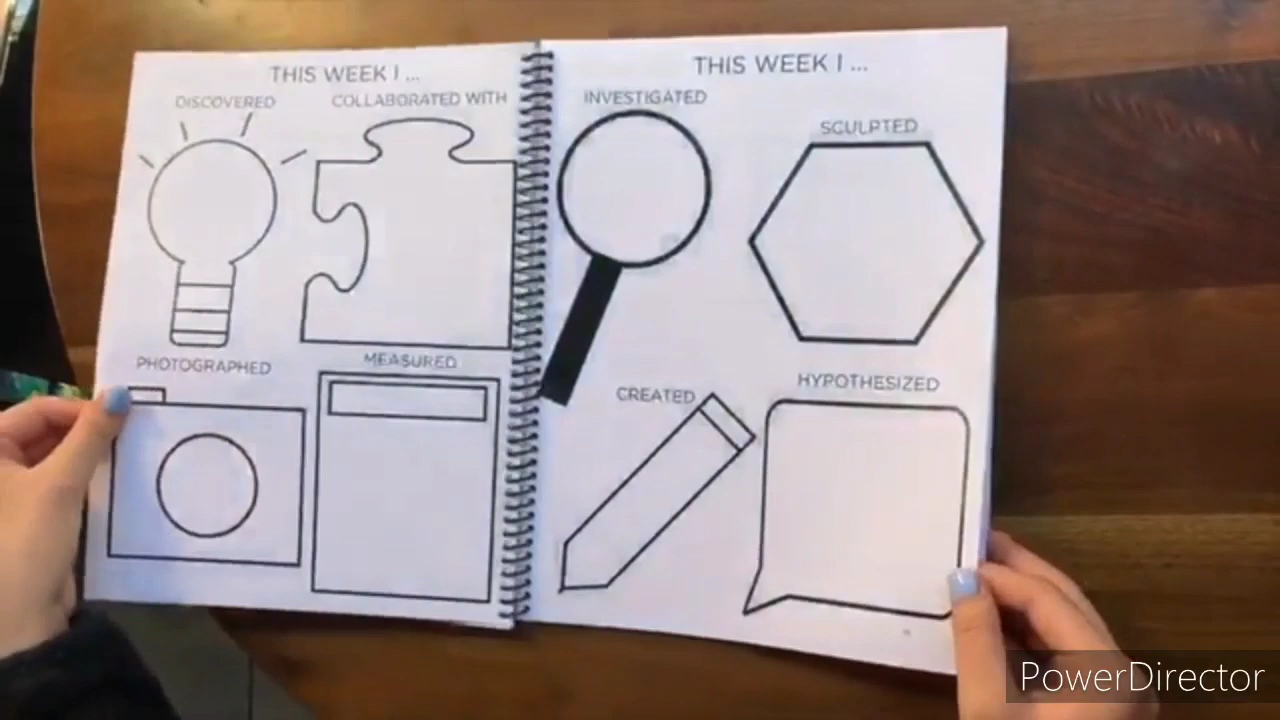 THIS WEEK I ...
DISCOVERED
COLLABORATED WITH
PHOTOGRAPHED
MEASURED
THIS WEEK I ...
INVESTIGATED
SCULPTED
CREATED
HYPOTHESIZED
PowerDirector